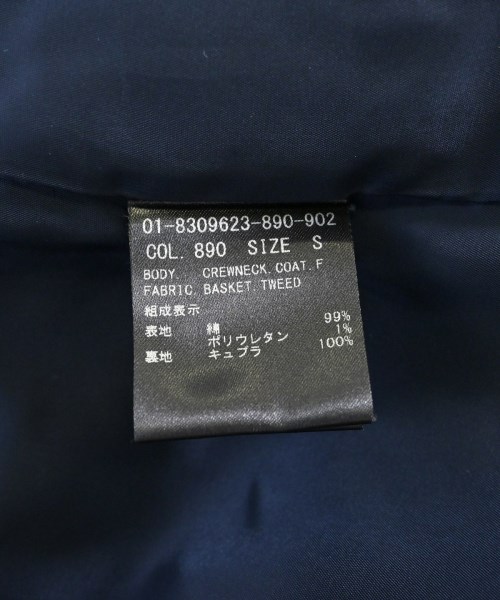 01-8309623-890-902
COL. 890 SIZE S
BODY. CREWNECK.COAT.F
FABRIC.BASKET.TWEED
組成表示
表地 綿 99%
ポリウレタン 1%
裏地 キュプラ 100%